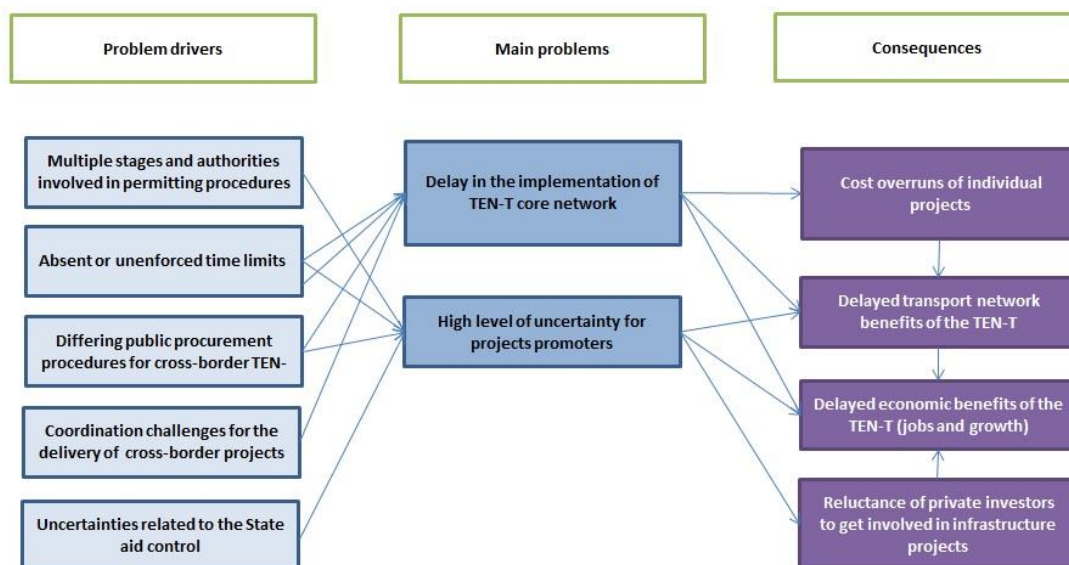 Problem drivers
Main problems
Consequences
Multiple stages and authorities
involved in permitting procedures
Absent or unenforced time limits
Differing public procurement
procedures for cross-border TEN-
Coordination challenges for the
delivery of cross-border projects
Uncertainties related to the State
aid control
Delay in the implementation of
TEN-T core network
High level of uncertainty for
projects promoters
Cost overruns of individual
projects
Delayed transport network
benefits of the TEN-T
Delayed economic benefits of the
TEN-T (jobs and growth)
Reluctance of private investors
to get involved in infrastructure
projects